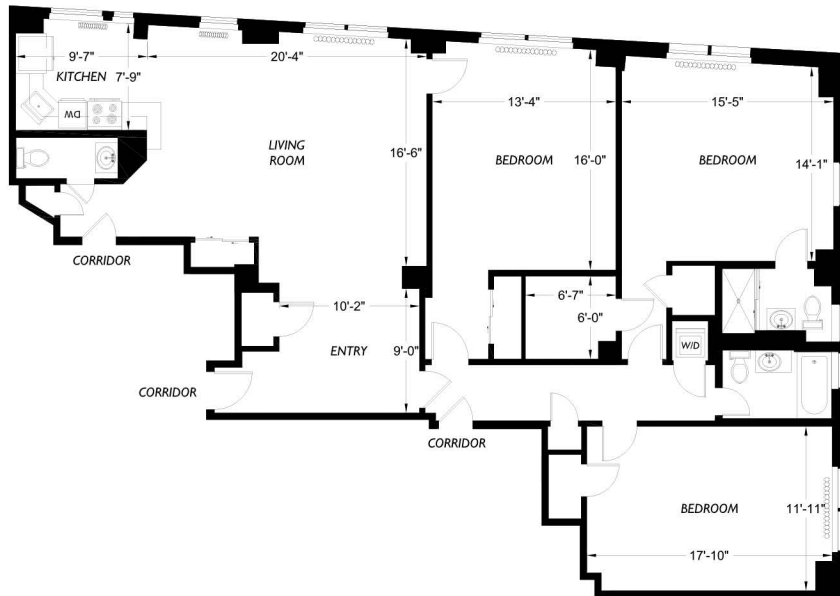 9'-7"
20'-4"
KITCHEN
7'-9"
DW
LIVING
ROOM
16'-6"
13'-4"
BEDROOM
16'-0"
15'-5"
BEDROOM
14'-1"
CORRIDOR
10'-2"
ENTRY
9'-0"
6'-7"
6'-0"
W/D
CORRIDOR
CORRIDOR
BEDROOM
11'-11"
17'-10"